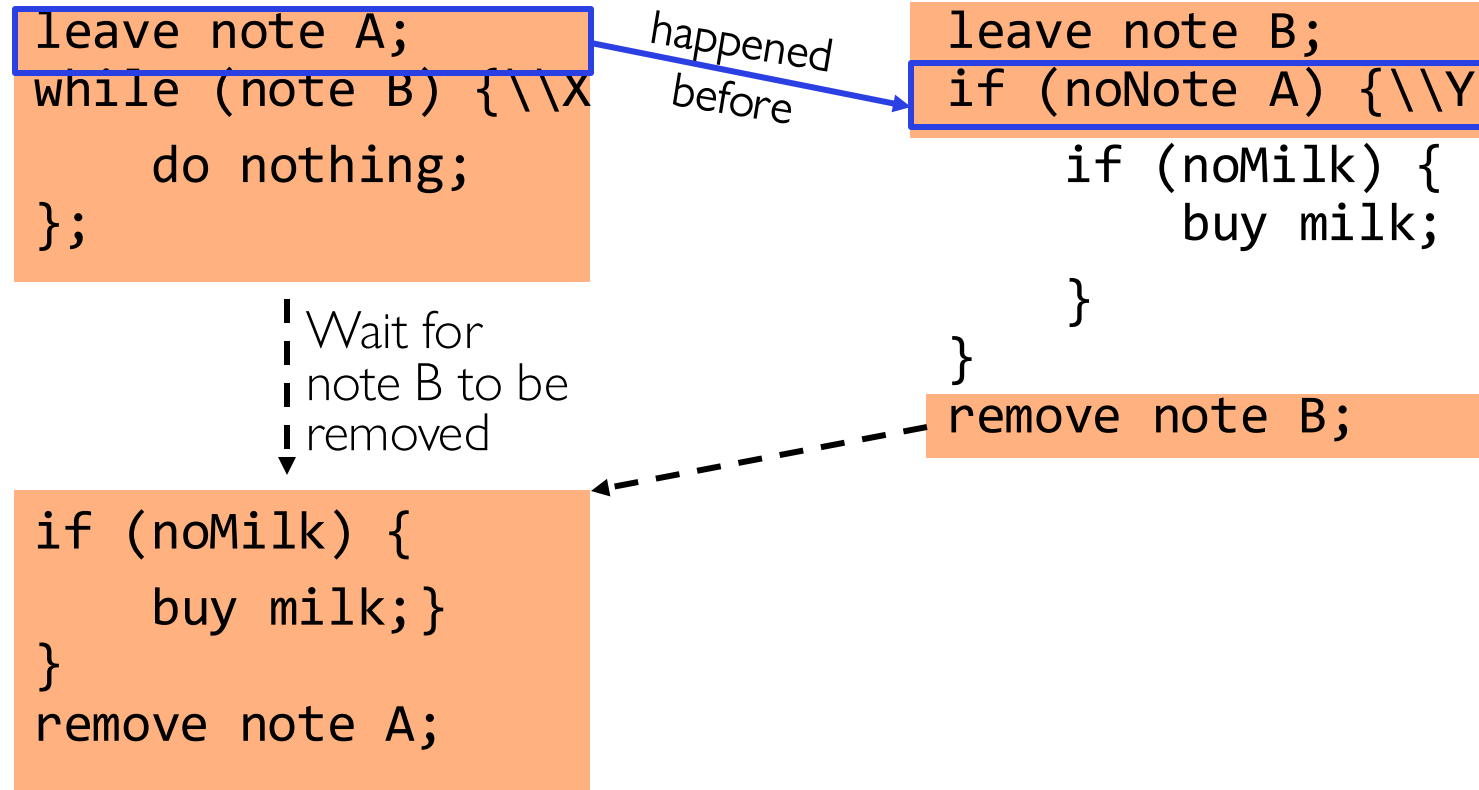 leave note A;
while (note B) {\\X
do nothing;
};
happened
before
leave note B;
if (noNote A) {\\Y
if (noMilk) {
buy milk;
}
}
remove note B;
Wait for
note B to be
removed
if (noMilk) {
buy milk;}
}
remove note A;